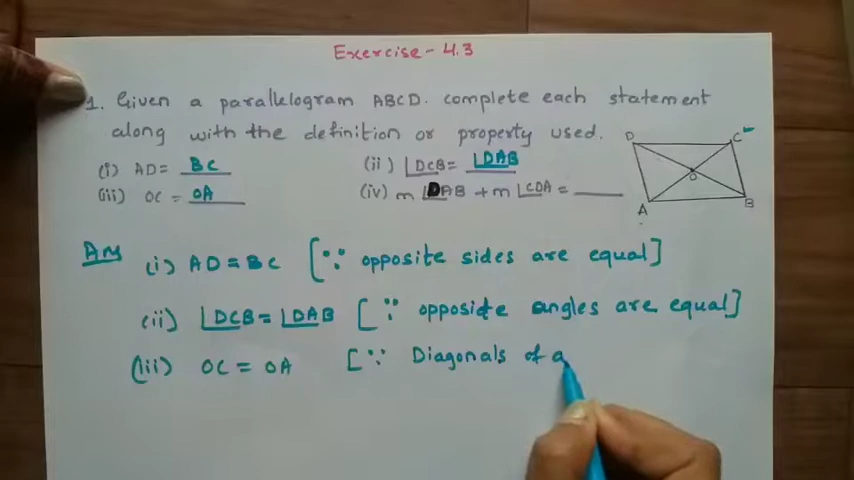 Exercise - 4.3
1. Given a parallelogram ABCD. complete each statement
along with the definition or property used.
(i) AD = BC (ii) ∠DCB = ∠DAB
(iii) OC = OA (iv) m ∠DAB + m ∠CDA = ______
D C O A B
Ans (i) AD = BC [∵ opposite sides are equal]
(ii) ∠DCB = ∠DAB [∵ opposite angles are equal]
(iii) OC = OA [∵ Diagonals of a